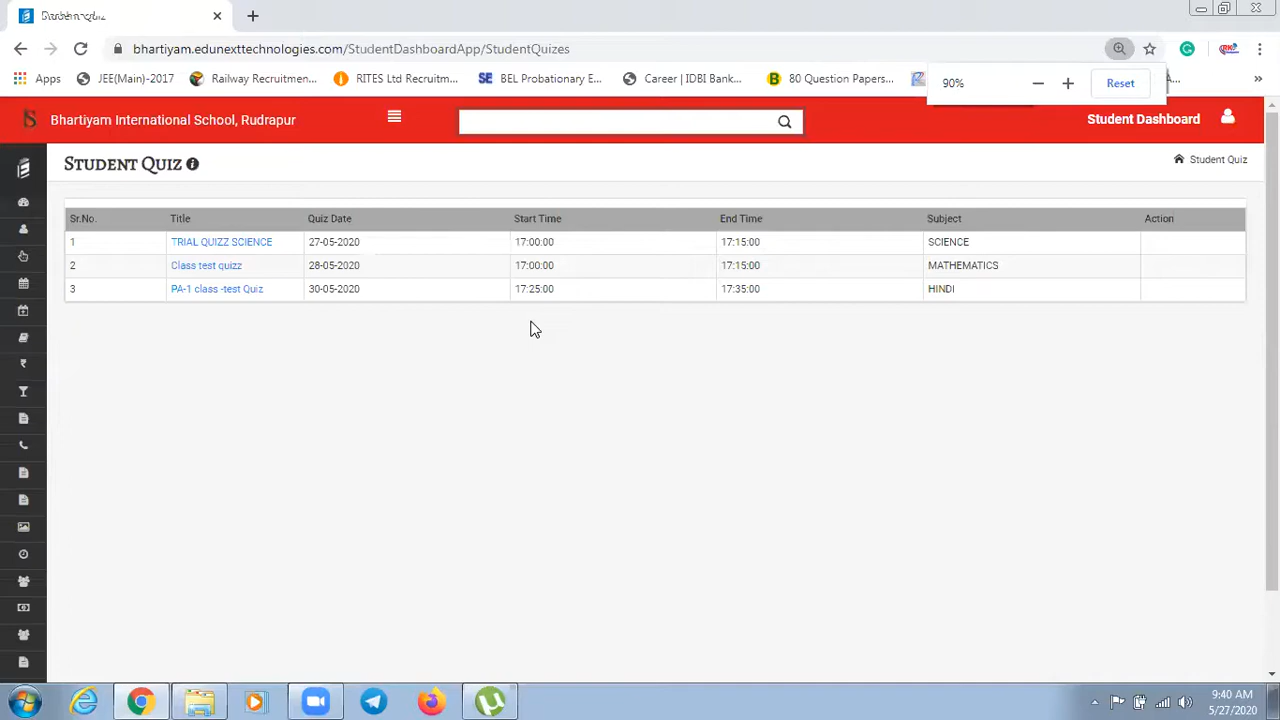 bhartiyam.edunexttechnologies.com/StudentDashboardApp/StudentQuizes
Apps JEE(Main)-2017 Railway Recruitment... RITES Ltd Recruitm... BEL Probationary E... Career | IDBI Bank... 80 Question Papers... »
90% Reset
Bhartiyam International School, Rudrapur Student Dashboard
STUDENT QUIZ Student Quiz
Sr.No. Title Quiz Date Start Time End Time Subject Action
1 TRIAL QUIZZ SCIENCE 27-05-2020 17:00:00 17:15:00 SCIENCE
2 Class test quizz 28-05-2020 17:00:00 17:15:00 MATHEMATICS
3 PA-1 class -test Quiz 30-05-2020 17:25:00 17:35:00 HINDI
9:40 AM
5/27/2020